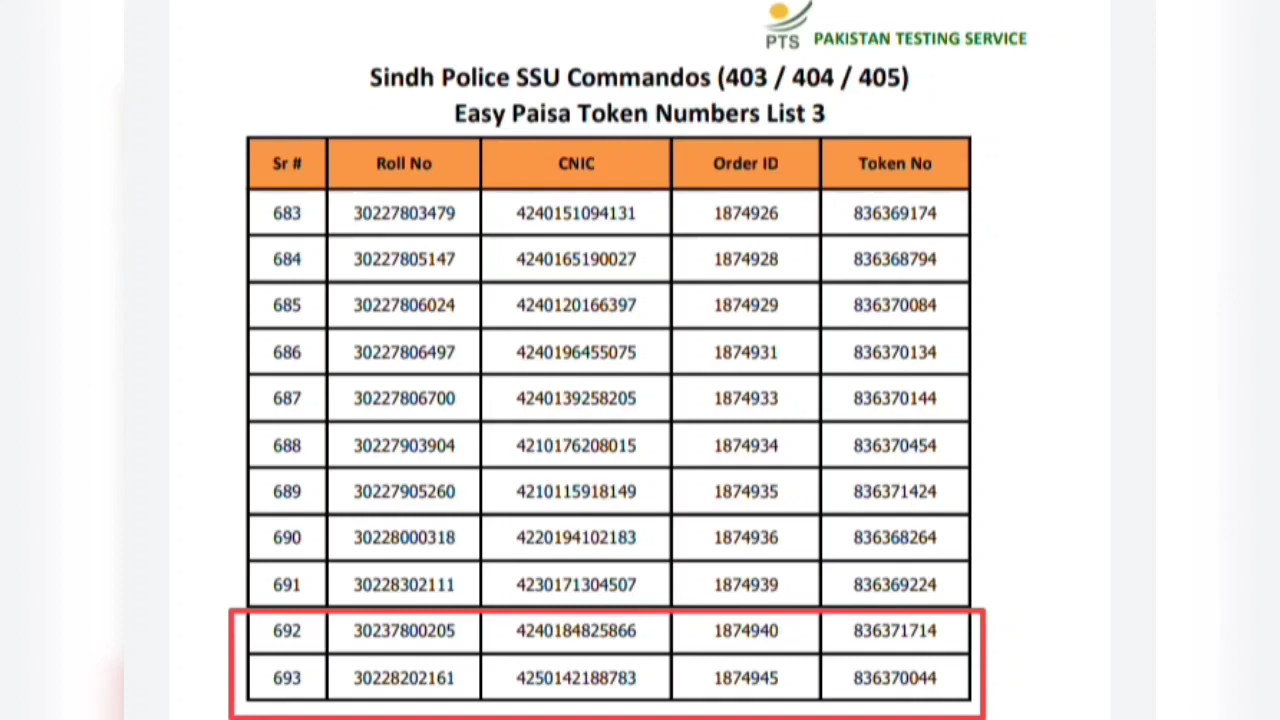 PTS PAKISTAN TESTING SERVICE
Sindh Police SSU Commandos (403 / 404 / 405)
Easy Paisa Token Numbers List 3
Sr # Roll No CNIC Order ID Token No
683 30227803479 4240151094131 1874926 836369174
684 30227805147 4240165190027 1874928 836368794
685 30227806024 4240120166397 1874929 836370084
686 30227806497 4240196455075 1874931 836370134
687 30227806700 4240139258205 1874933 836370144
688 30227903904 4210176208015 1874934 836370454
689 30227905260 4210115918149 1874935 836371424
690 30228000318 4220194102183 1874936 836368264
691 30228302111 4230171304507 1874939 836369224
692 30237800205 4240184825866 1874940 836371714
693 30228202161 4250142188783 1874945 836370044